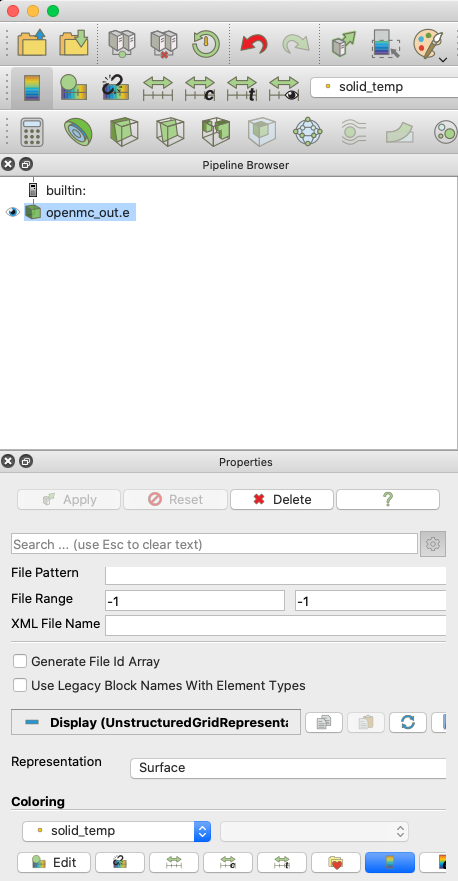 solid_temp
Pipeline Browser
builtin:
openmc_out.e
Properties
Apply Reset Delete ?
Search ... (use Esc to clear text)
File Pattern
File Range -1 -1
XML File Name
Generate File Id Array
Use Legacy Block Names With Element Types
Display (UnstructuredGridRepresenta
Representation Surface
Coloring
solid_temp
Edit